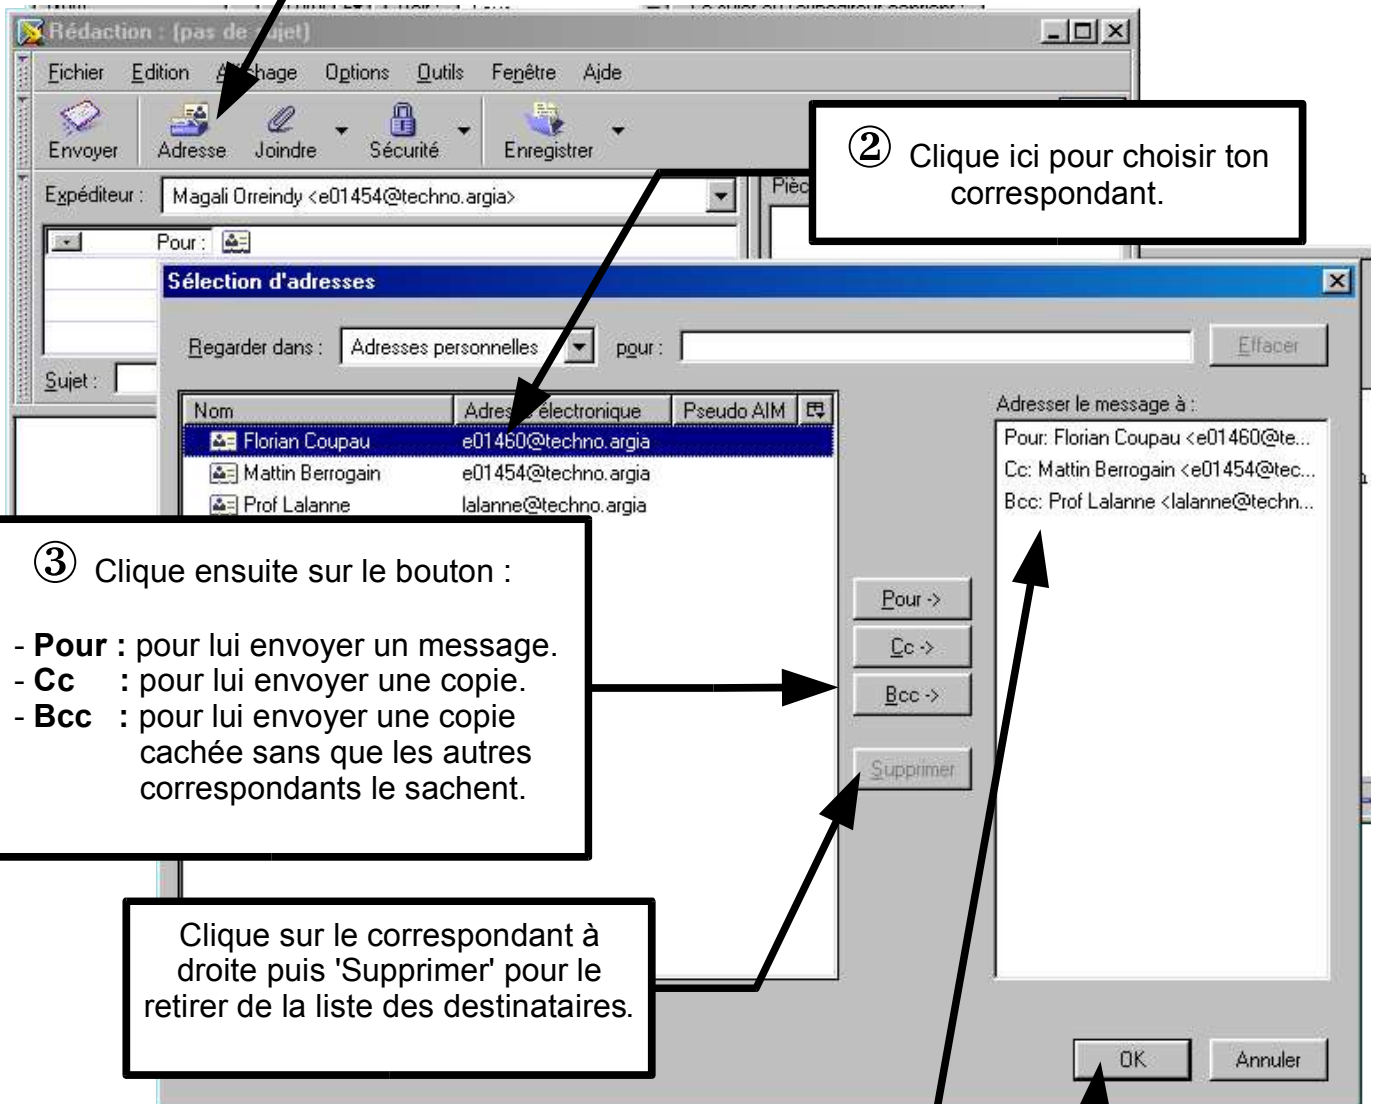 Rédaction : (pas de sujet)
Fichier Edition Affichage Options Outils Fenêtre Aide
Envoyer Adresse Joindre Sécurité Enregistrer
② Clique ici pour choisir ton
correspondant.
Expéditeur : Magali Orreindy <e01454@techno.argia>
Pour :
Sujet :
Sélection d'adresses
Regarder dans : Adresses personnelles pour : Effacer
Nom Adresse électronique Pseudo AIM
Florian Coupau e01460@techno.argia
Mattin Berrogain e01454@techno.argia
Prof Lalanne lalanne@techno.argia
Adresser le message à :
Pour: Florian Coupau <e01460@te...
Cc: Mattin Berrogain <e01454@tec...
Bcc: Prof Lalanne <lalanne@techn...
③ Clique ensuite sur le bouton :
- Pour : pour lui envoyer un message.
- Cc : pour lui envoyer une copie.
- Bcc : pour lui envoyer une copie
cachée sans que les autres
correspondants le sachent.
Pour ->
Cc ->
Bcc ->
Supprimer
Clique sur le correspondant à
droite puis 'Supprimer' pour le
retirer de la liste des destinataires.
OK Annuler